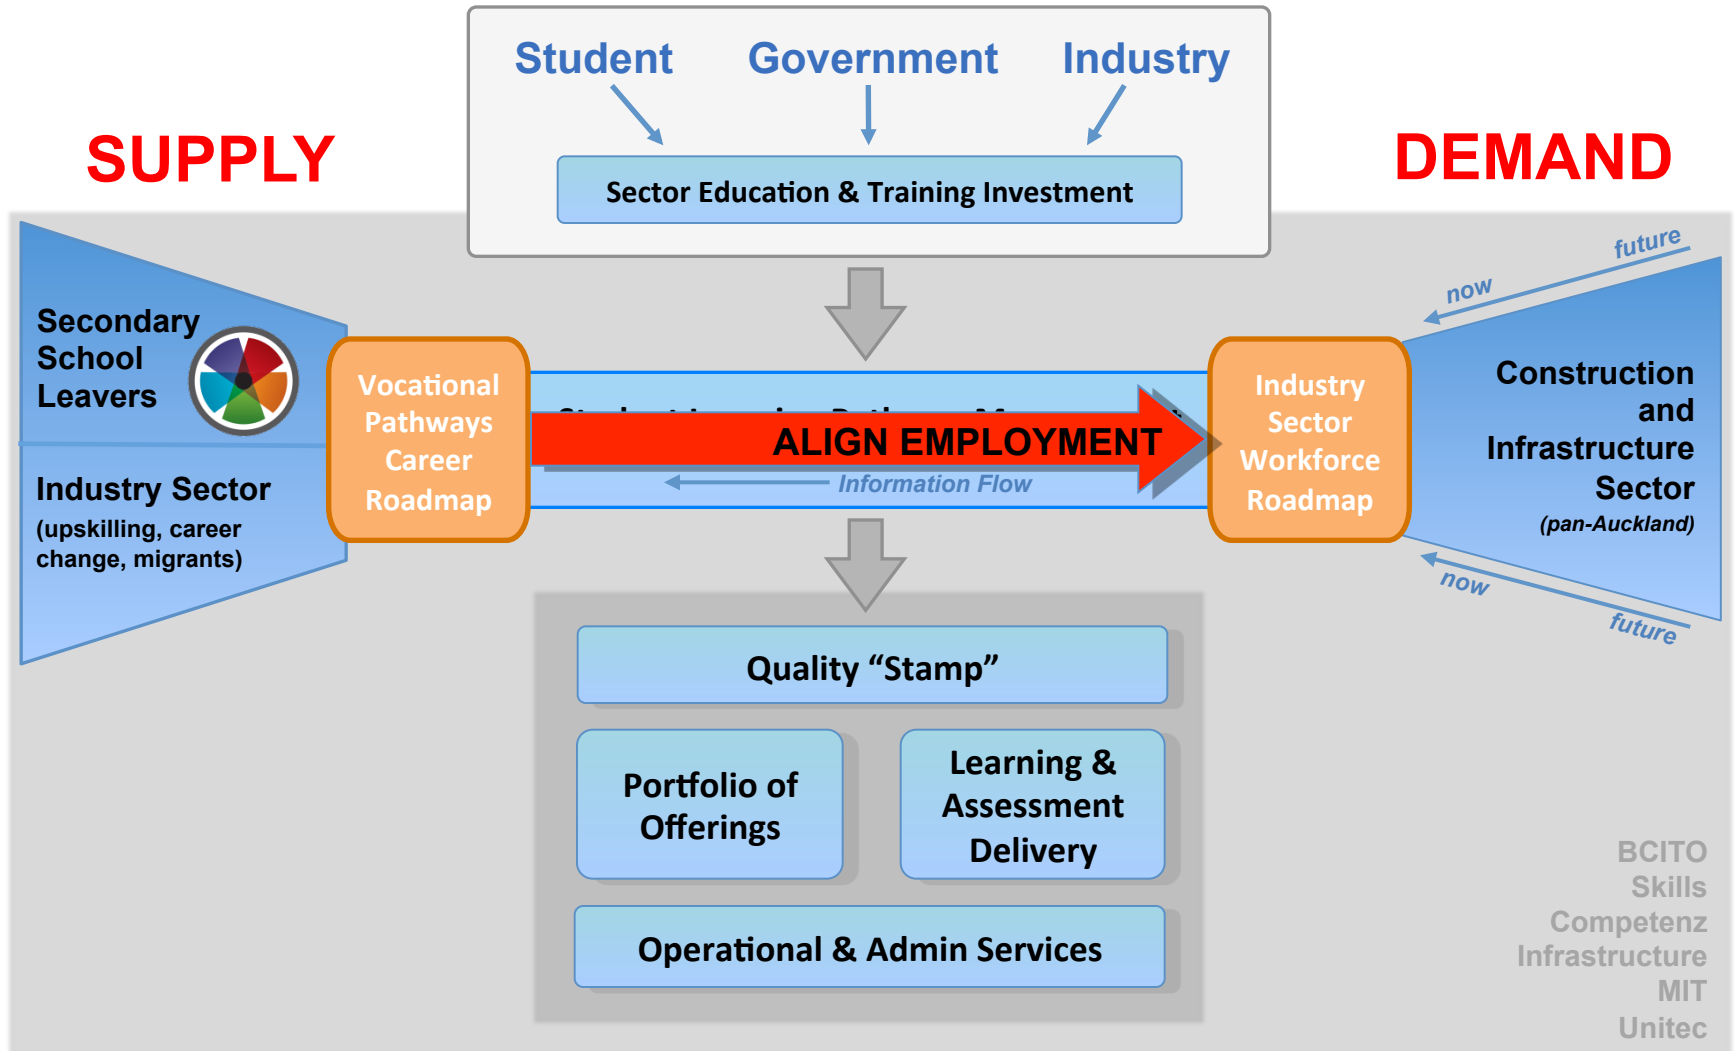 Student Government Industry
SUPPLY
DEMAND
Sector Education & Training Investment
future
now
Secondary
School
Leavers
Industry Sector
(upskilling, career
change, migrants)
Vocational
Pathways
Career
Roadmap
ALIGN EMPLOYMENT
Information Flow
Industry
Sector
Workforce
Roadmap
Construction
and
Infrastructure
Sector
(pan-Auckland)
now
future
Quality “Stamp”
Portfolio of
Offerings
Learning &
Assessment
Delivery
Operational & Admin Services
BCITO
Skills
Competenz
Infrastructure
MIT
Unitec